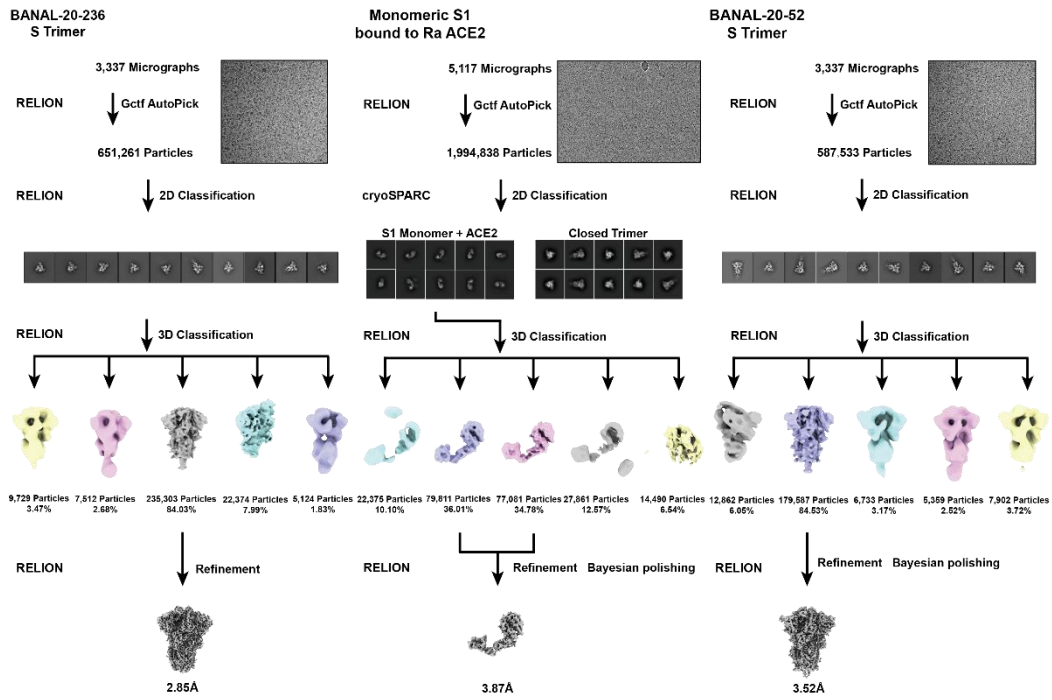 BANAL-20-236
S Trimer
3,337 Micrographs
RELION
Gctf AutoPick
651,261 Particles
RELION
2D Classification
RELION
3D Classification
9,729 Particles
3.47%
7,512 Particles
2.68%
235,303 Particles
84.03%
22,374 Particles
7.99%
5,124 Particles
1.83%
RELION
Refinement
2.85Å
Monomeric S1
bound to Ra ACE2
5,117 Micrographs
RELION
Gctf AutoPick
1,994,838 Particles
cryoSPARC
2D Classification
S1 Monomer + ACE2
Closed Trimer
RELION
3D Classification
22,375 Particles
10.10%
79,811 Particles
36.01%
77,081 Particles
34.78%
27,861 Particles
12.57%
14,490 Particles
6.54%
RELION
Refinement Bayesian polishing
3.87Å
BANAL-20-52
S Trimer
3,337 Micrographs
RELION
Gctf AutoPick
587.533 Particles
RELION
2D Classification
RELION
3D Classification
12,862 Particles
6.05%
179,587 Particles
84.53%
6,733 Particles
3.17%
5,359 Particles
2.52%
7,902 Particles
3.72%
RELION
Refinement Bayesian polishing
3.52Å